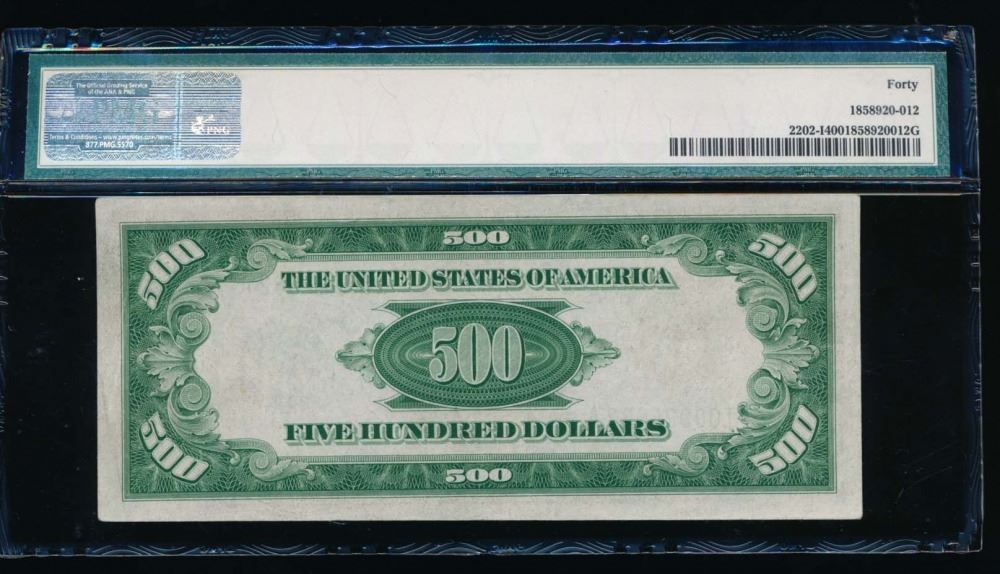 The Official Grading Service
of the ANA & PNG
PNG
Terms & Conditions – www.pmgnotes.com/terms
877.PMG.5570
Forty
1858920-012
2202-I4001858920012G
500
500
500
THE UNITED STATES OF AMERICA
500
FIVE HUNDRED DOLLARS
500
500
500